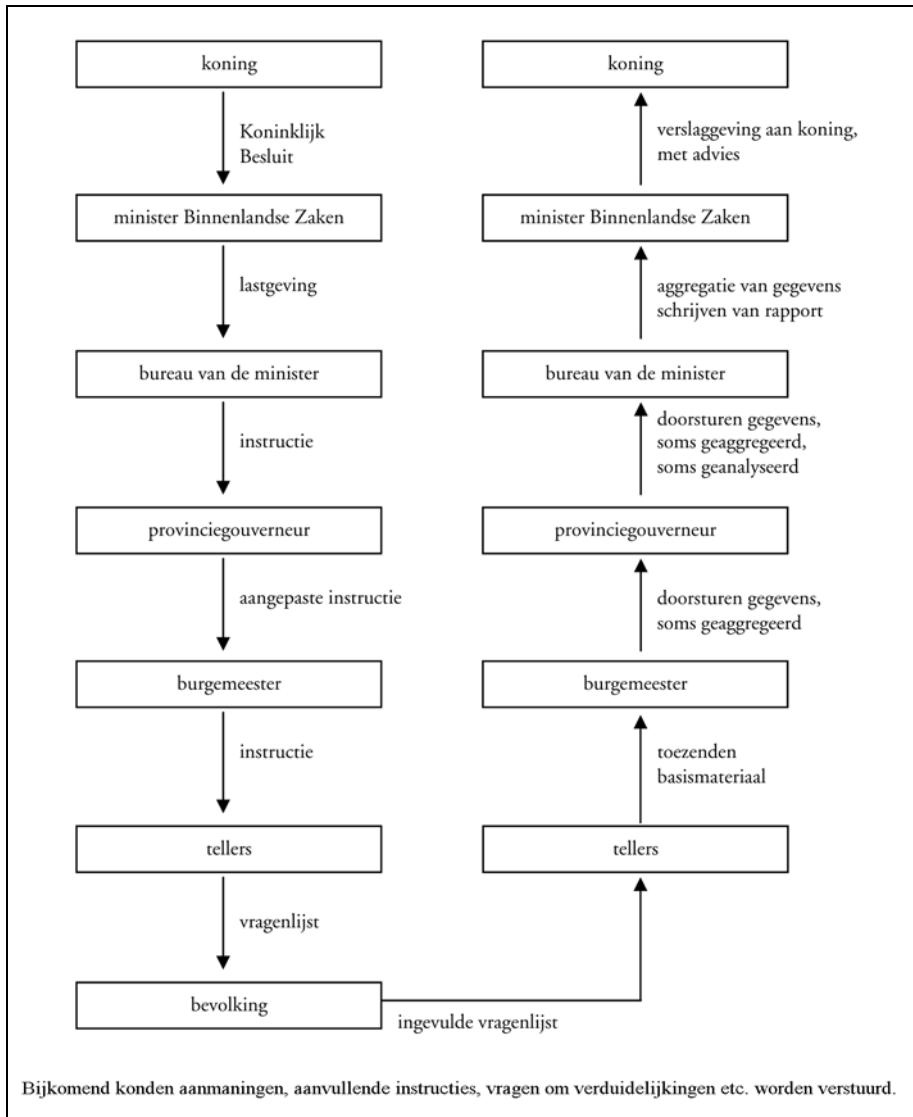 koning
Koninklijk
Besluit
minister Binnenlandse Zaken
lastgeving
bureau van de minister
instructie
provinciegouverneur
aangepaste instructie
burgemeester
instructie
tellers
vragenlijst
bevolking
ingevulde vragenlijst
tellers
toezenden
basismateriaal
burgemeester
doorsturen gegevens,
soms geaggregeerd
provinciegouverneur
doorsturen gegevens,
soms geaggregeerd,
soms geanalyseerd
bureau van de minister
aggregatie van gegevens
schrijven van rapport
minister Binnenlandse Zaken
verslaggeving aan koning,
met advies
koning
Bijkomend konden aanmaningen, aanvullende instructies, vragen om verduidelijkingen etc. worden verstuurd.